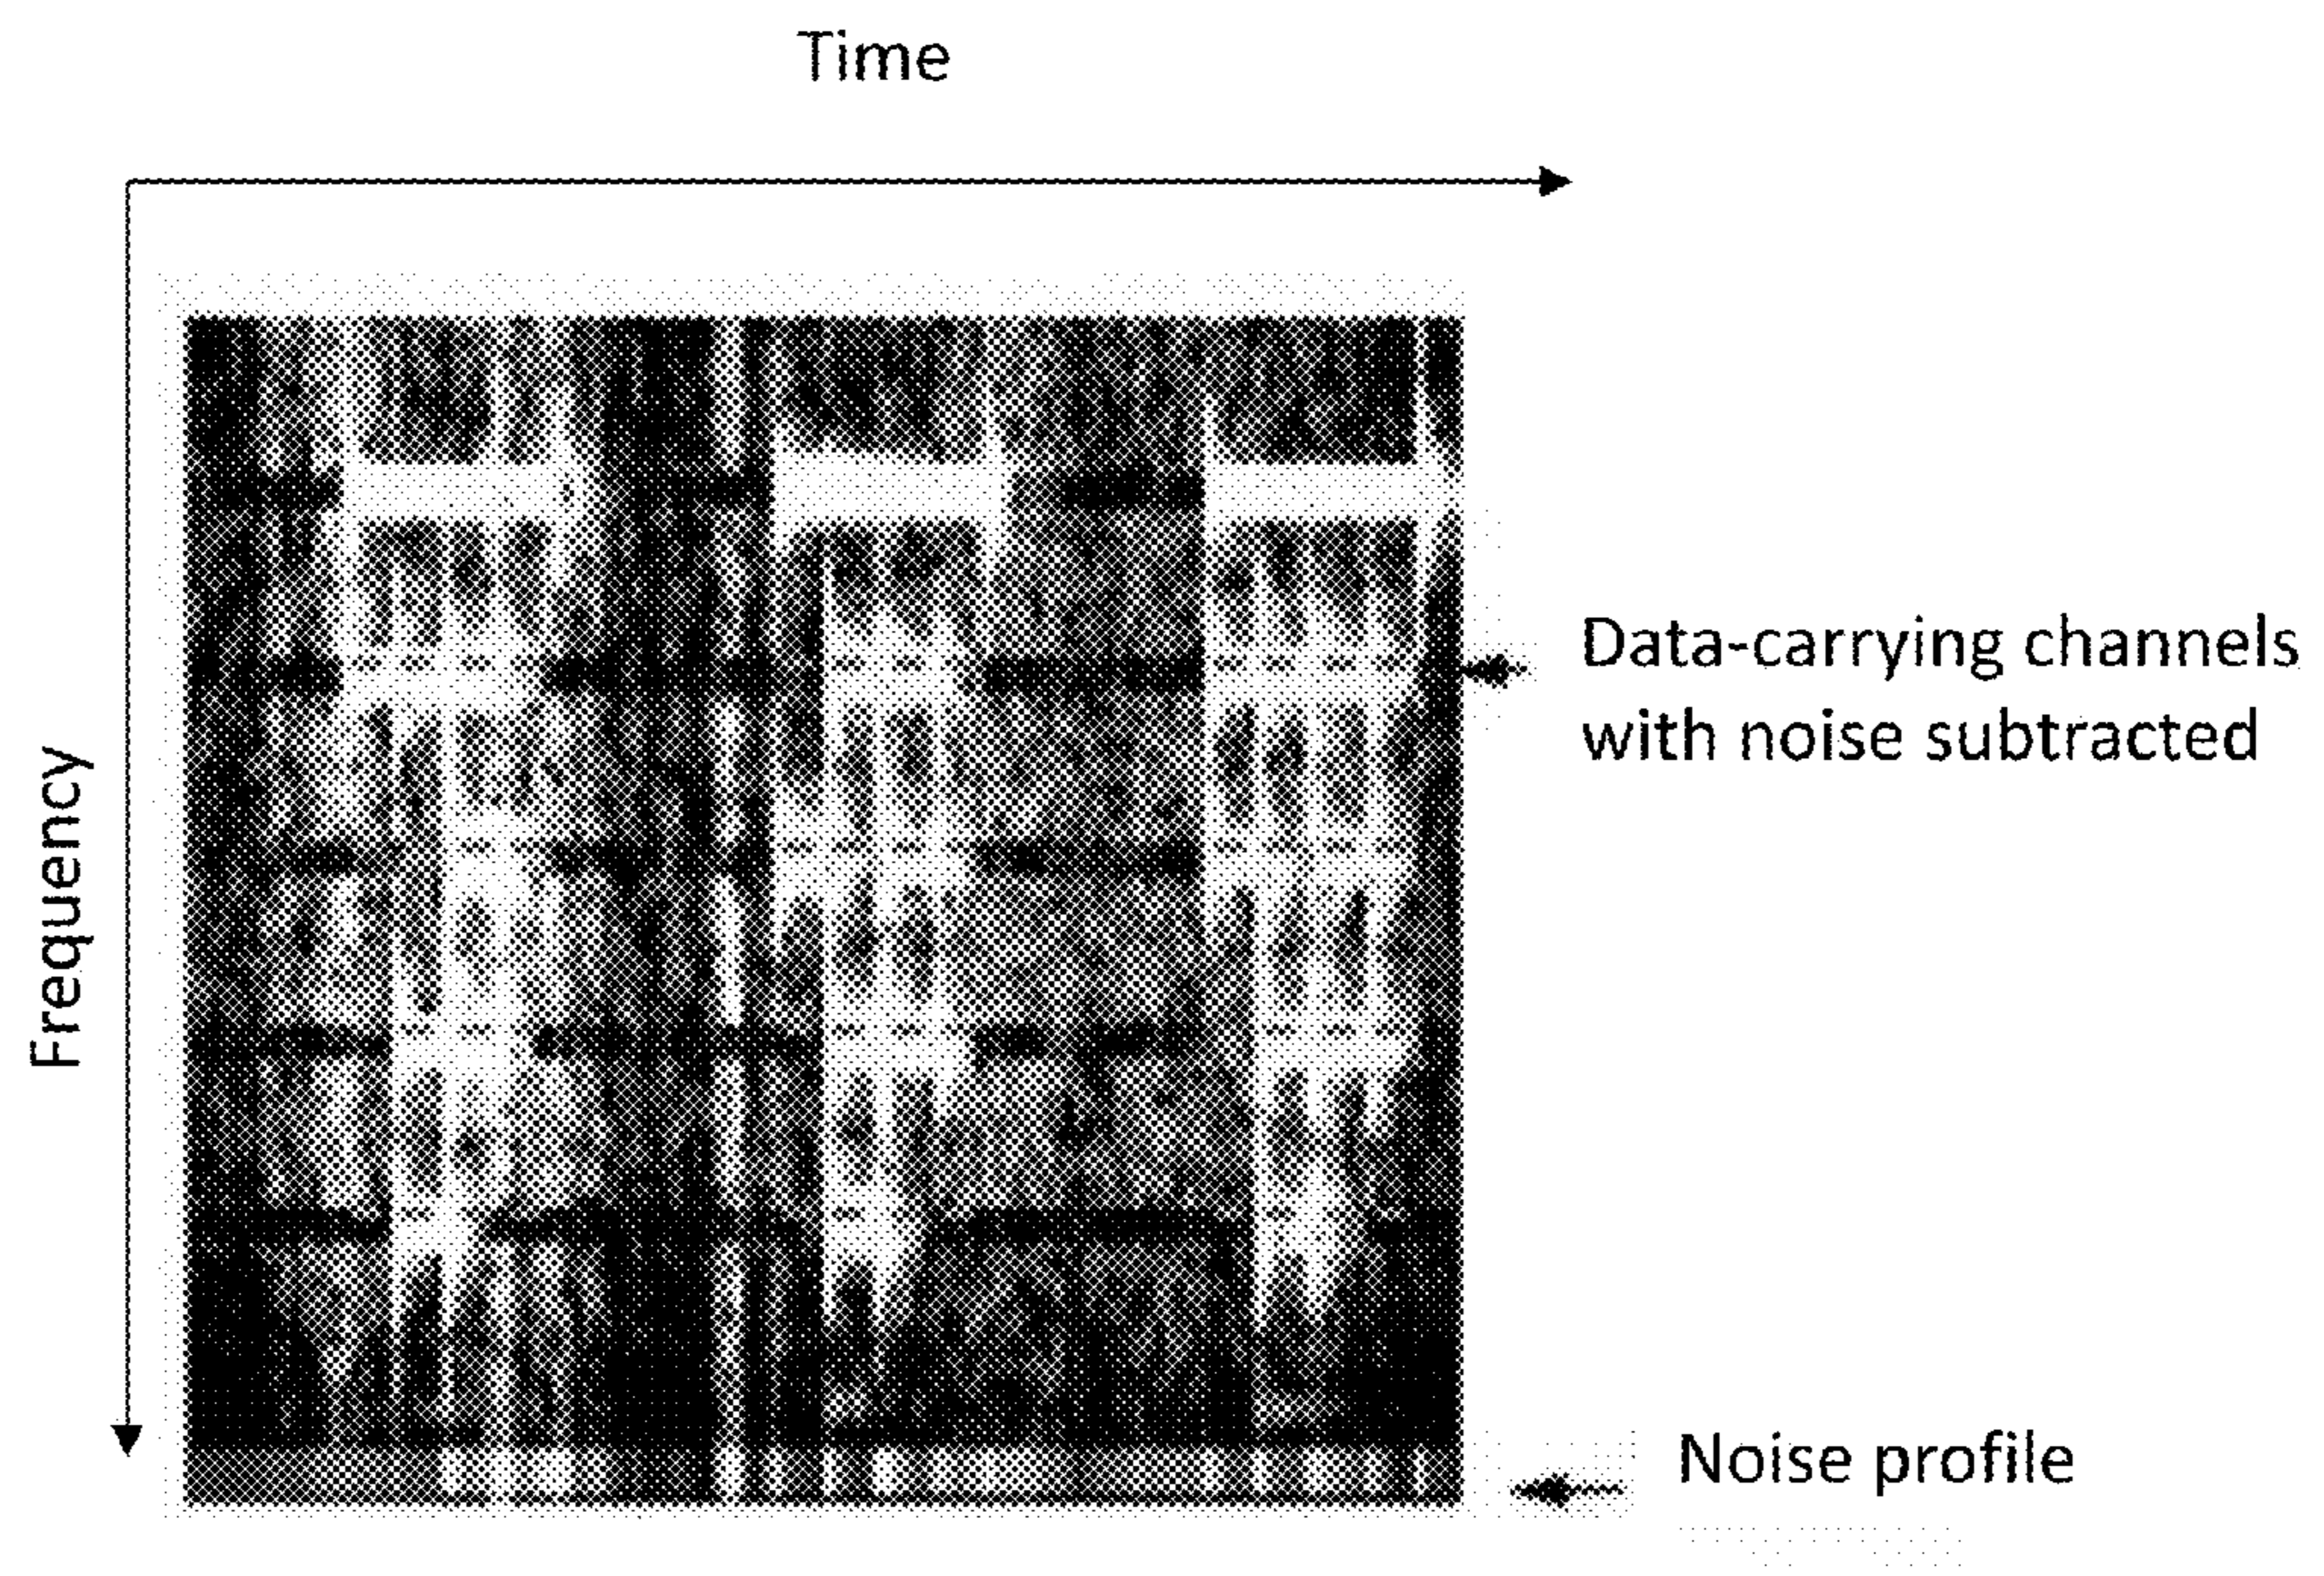 Time
Frequency
Data-carrying channels
with noise subtracted
Noise profile